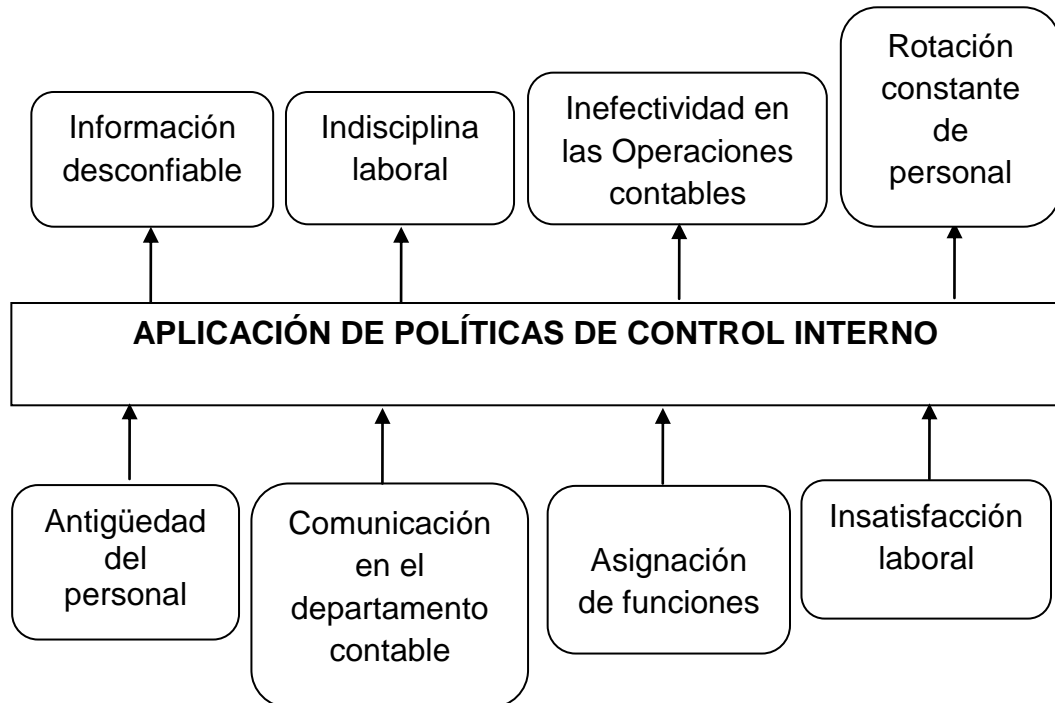 Información
desconfiable
Indisciplina
laboral
Inefectividad en
las Operaciones
contables
Rotación
constante
de
personal
APLICACIÓN DE POLÍTICAS DE CONTROL INTERNO
Antigüedad
del
personal
Comunicación
en el
departamento
contable
Asignación
de funciones
Insatisfacción
laboral